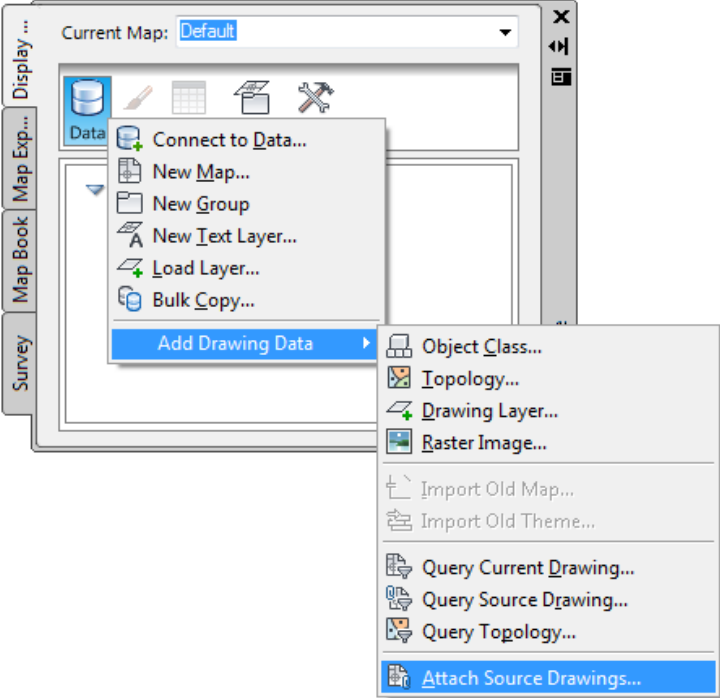 Current Map: Default
Display ...
Map Exp...
Map Book
Survey
Data
Connect to Data...
New Map...
New Group
New Text Layer...
Load Layer...
Bulk Copy...
Add Drawing Data
Object Class...
Topology...
Drawing Layer...
Raster Image...
Import Old Map...
Import Old Theme...
Query Current Drawing...
Query Source Drawing...
Query Topology...
Attach Source Drawings...